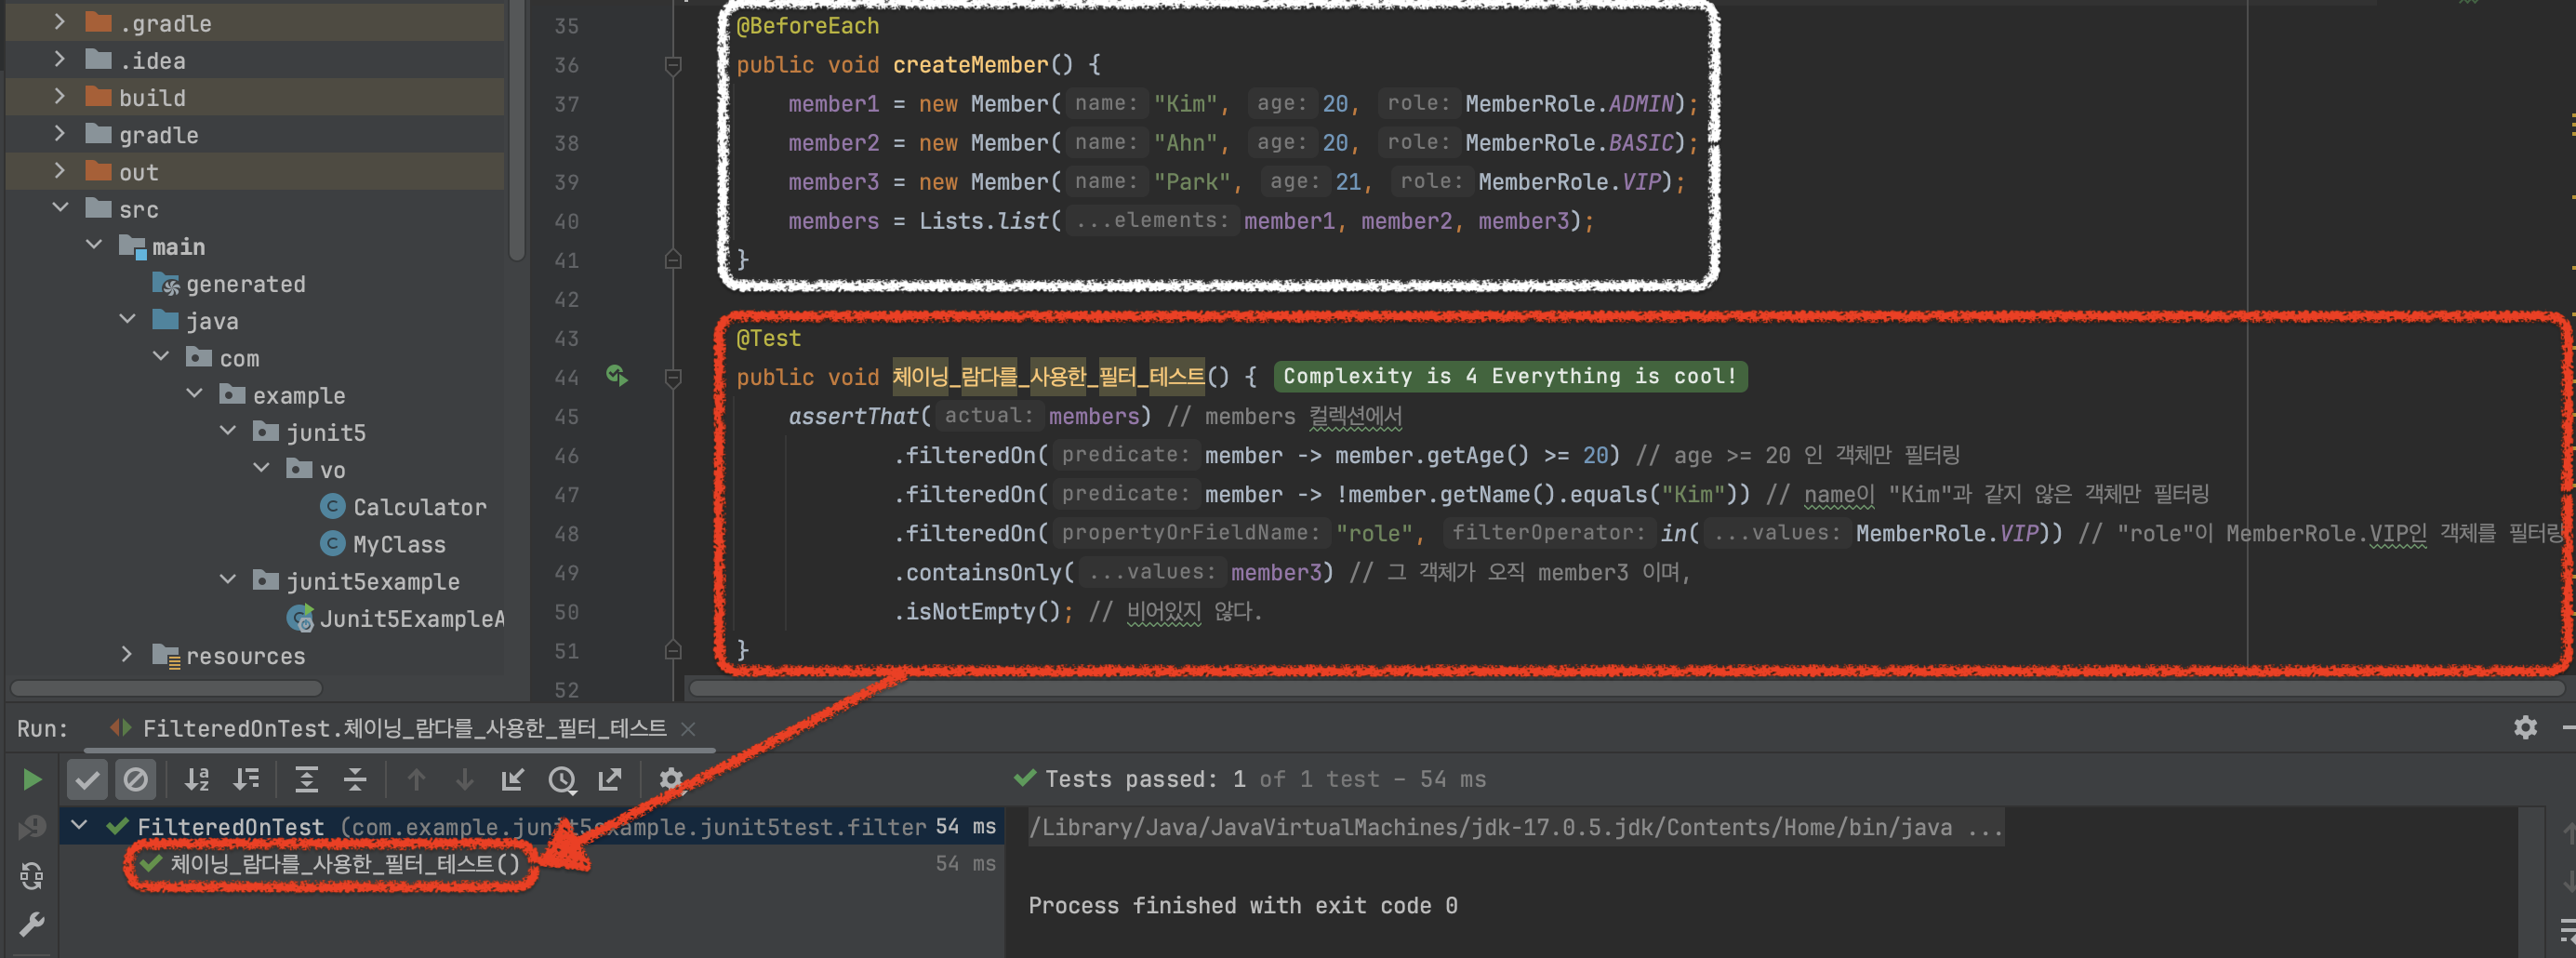 .gradle
.idea
build
gradle
out
src
main
generated
java
com
example
junit5
vo
Calculator
MyClass
junit5example
Junit5ExampleA
resources
35 @BeforeEach
36 public void createMember() {
37 member1 = new Member( name: "Kim", age: 20, role: MemberRole.ADMIN);
38 member2 = new Member( name: "Ahn", age: 20, role: MemberRole.BASIC);
39 member3 = new Member( name: "Park", age: 21, role: MemberRole.VIP);
40 members = Lists.list( ...elements: member1, member2, member3);
41 }
42
43 @Test
44 public void 체이닝_람다를_사용한_필터_테스트() { Complexity is 4 Everything is cool!
45 assertThat( actual: members) // members 컬렉션에서
46 .filteredOn( predicate: member -> member.getAge() >= 20) // age >= 20 인 객체만 필터링
47 .filteredOn( predicate: member -> !member.getName().equals("Kim")) // name이 "Kim"과 같지 않은 객체만 필터링
48 .filteredOn( propertyOrFieldName: "role", filterOperator: in( ...values: MemberRole.VIP)) // "role"이 MemberRole.VIP인 객체를 필터링
49 .containsOnly( ...values: member3) // 그 객체가 오직 member3 이며,
50 .isNotEmpty(); // 비어있지 않다.
51 }
52
Run: FilteredOnTest.체이닝_람다를_사용한_필터_테스트
Tests passed: 1 of 1 test – 54 ms
FilteredOnTest (com.example.junit5example.junit5test.filter 54 ms
체이닝_람다를_사용한_필터_테스트() 54 ms
/Library/Java/JavaVirtualMachines/jdk-17.0.5.jdk/Contents/Home/bin/java ...
Process finished with exit code 0